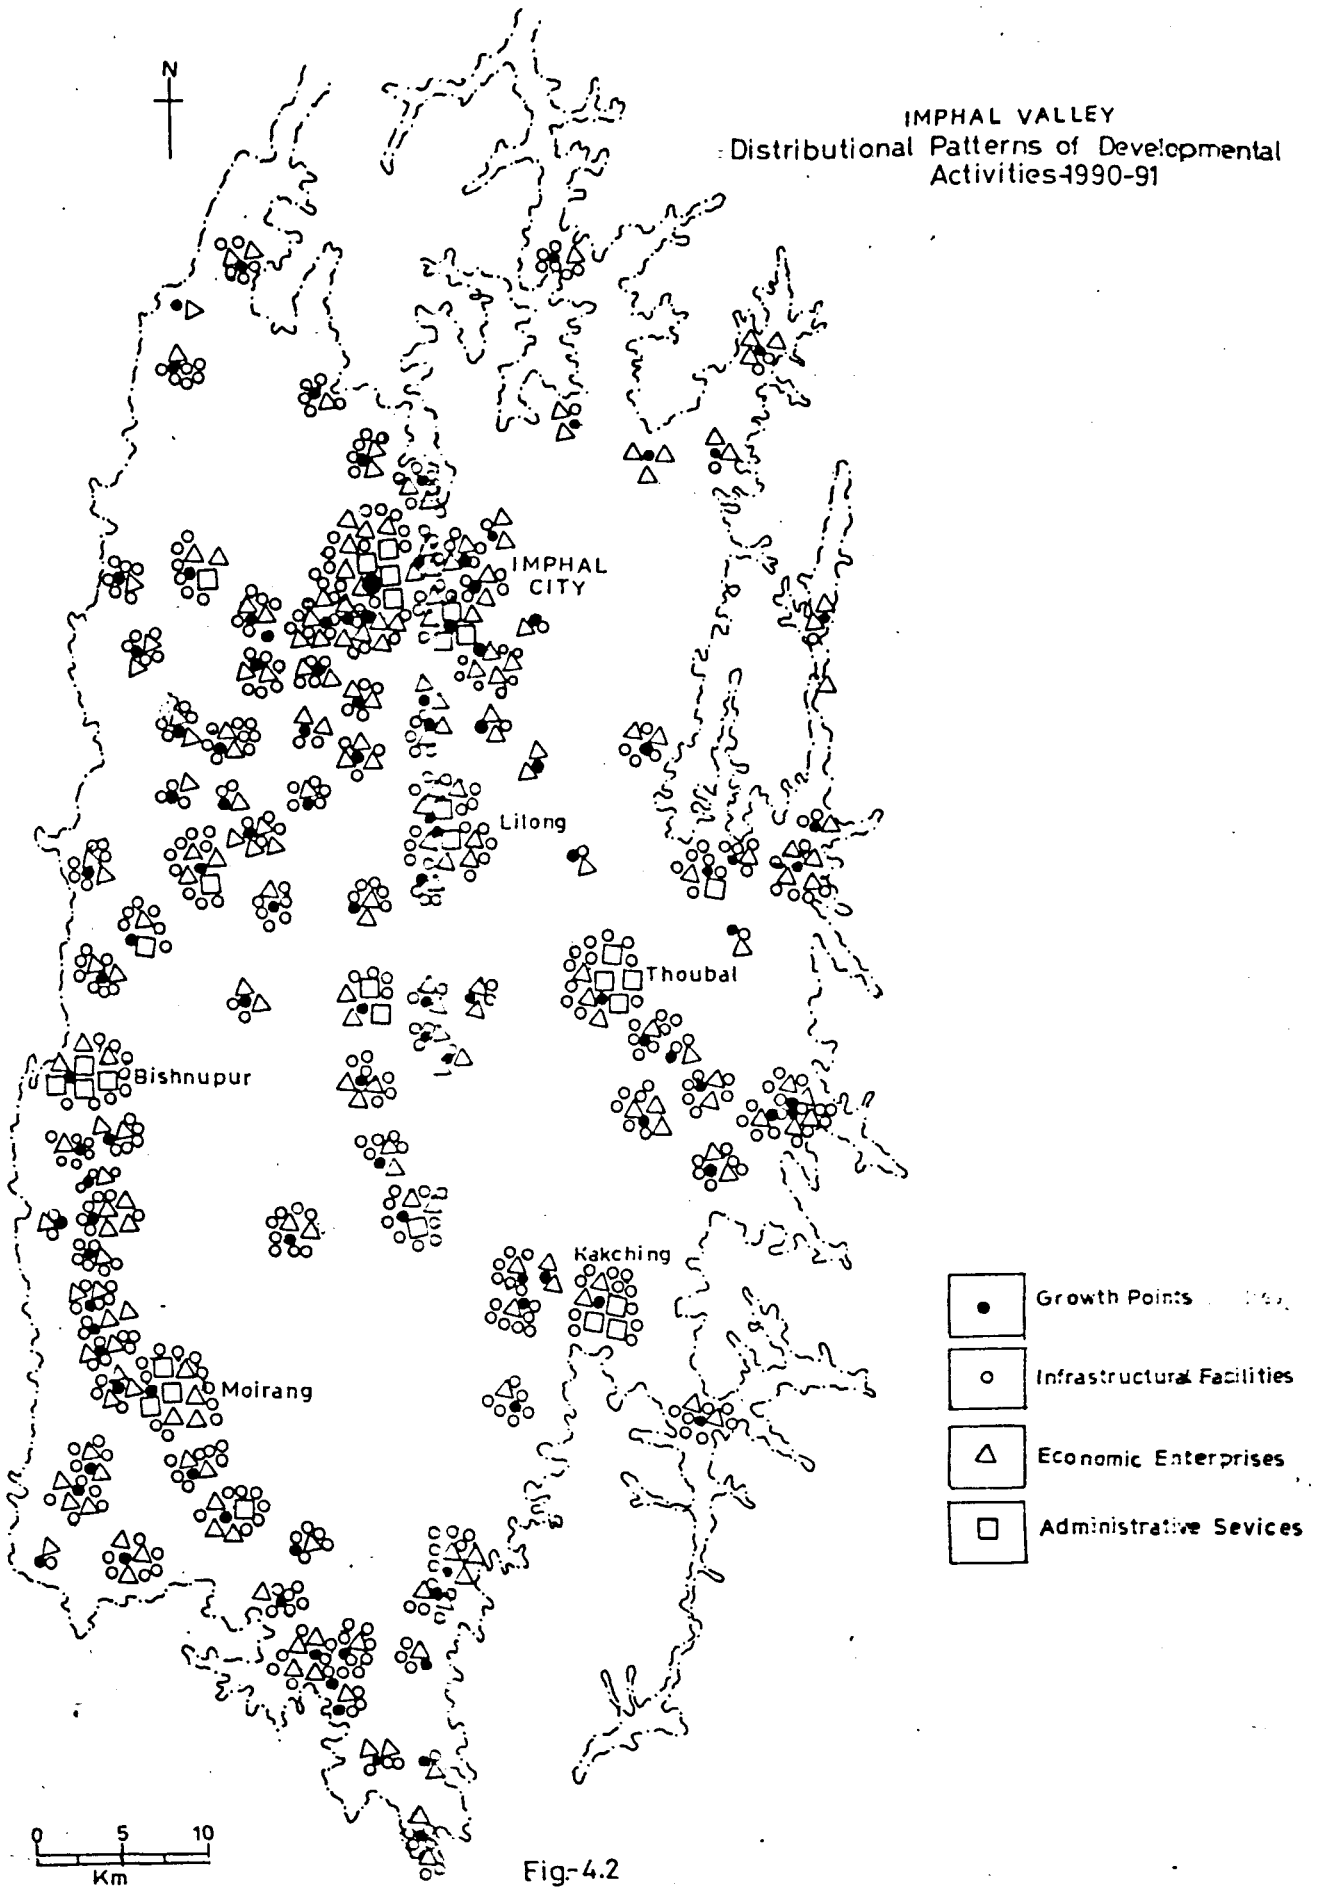 N
IMPHAL VALLEY
Distributional Patterns of Developmental
Activities-1990-91
IMPHAL
CITY
Lilong
Thoubal
Bishnupur
Kakching
Moirang
Growth Points
Infrastructural Facilities
Economic Enterprises
Administrative Sevices
0 5 10
Km
Fig:-4.2